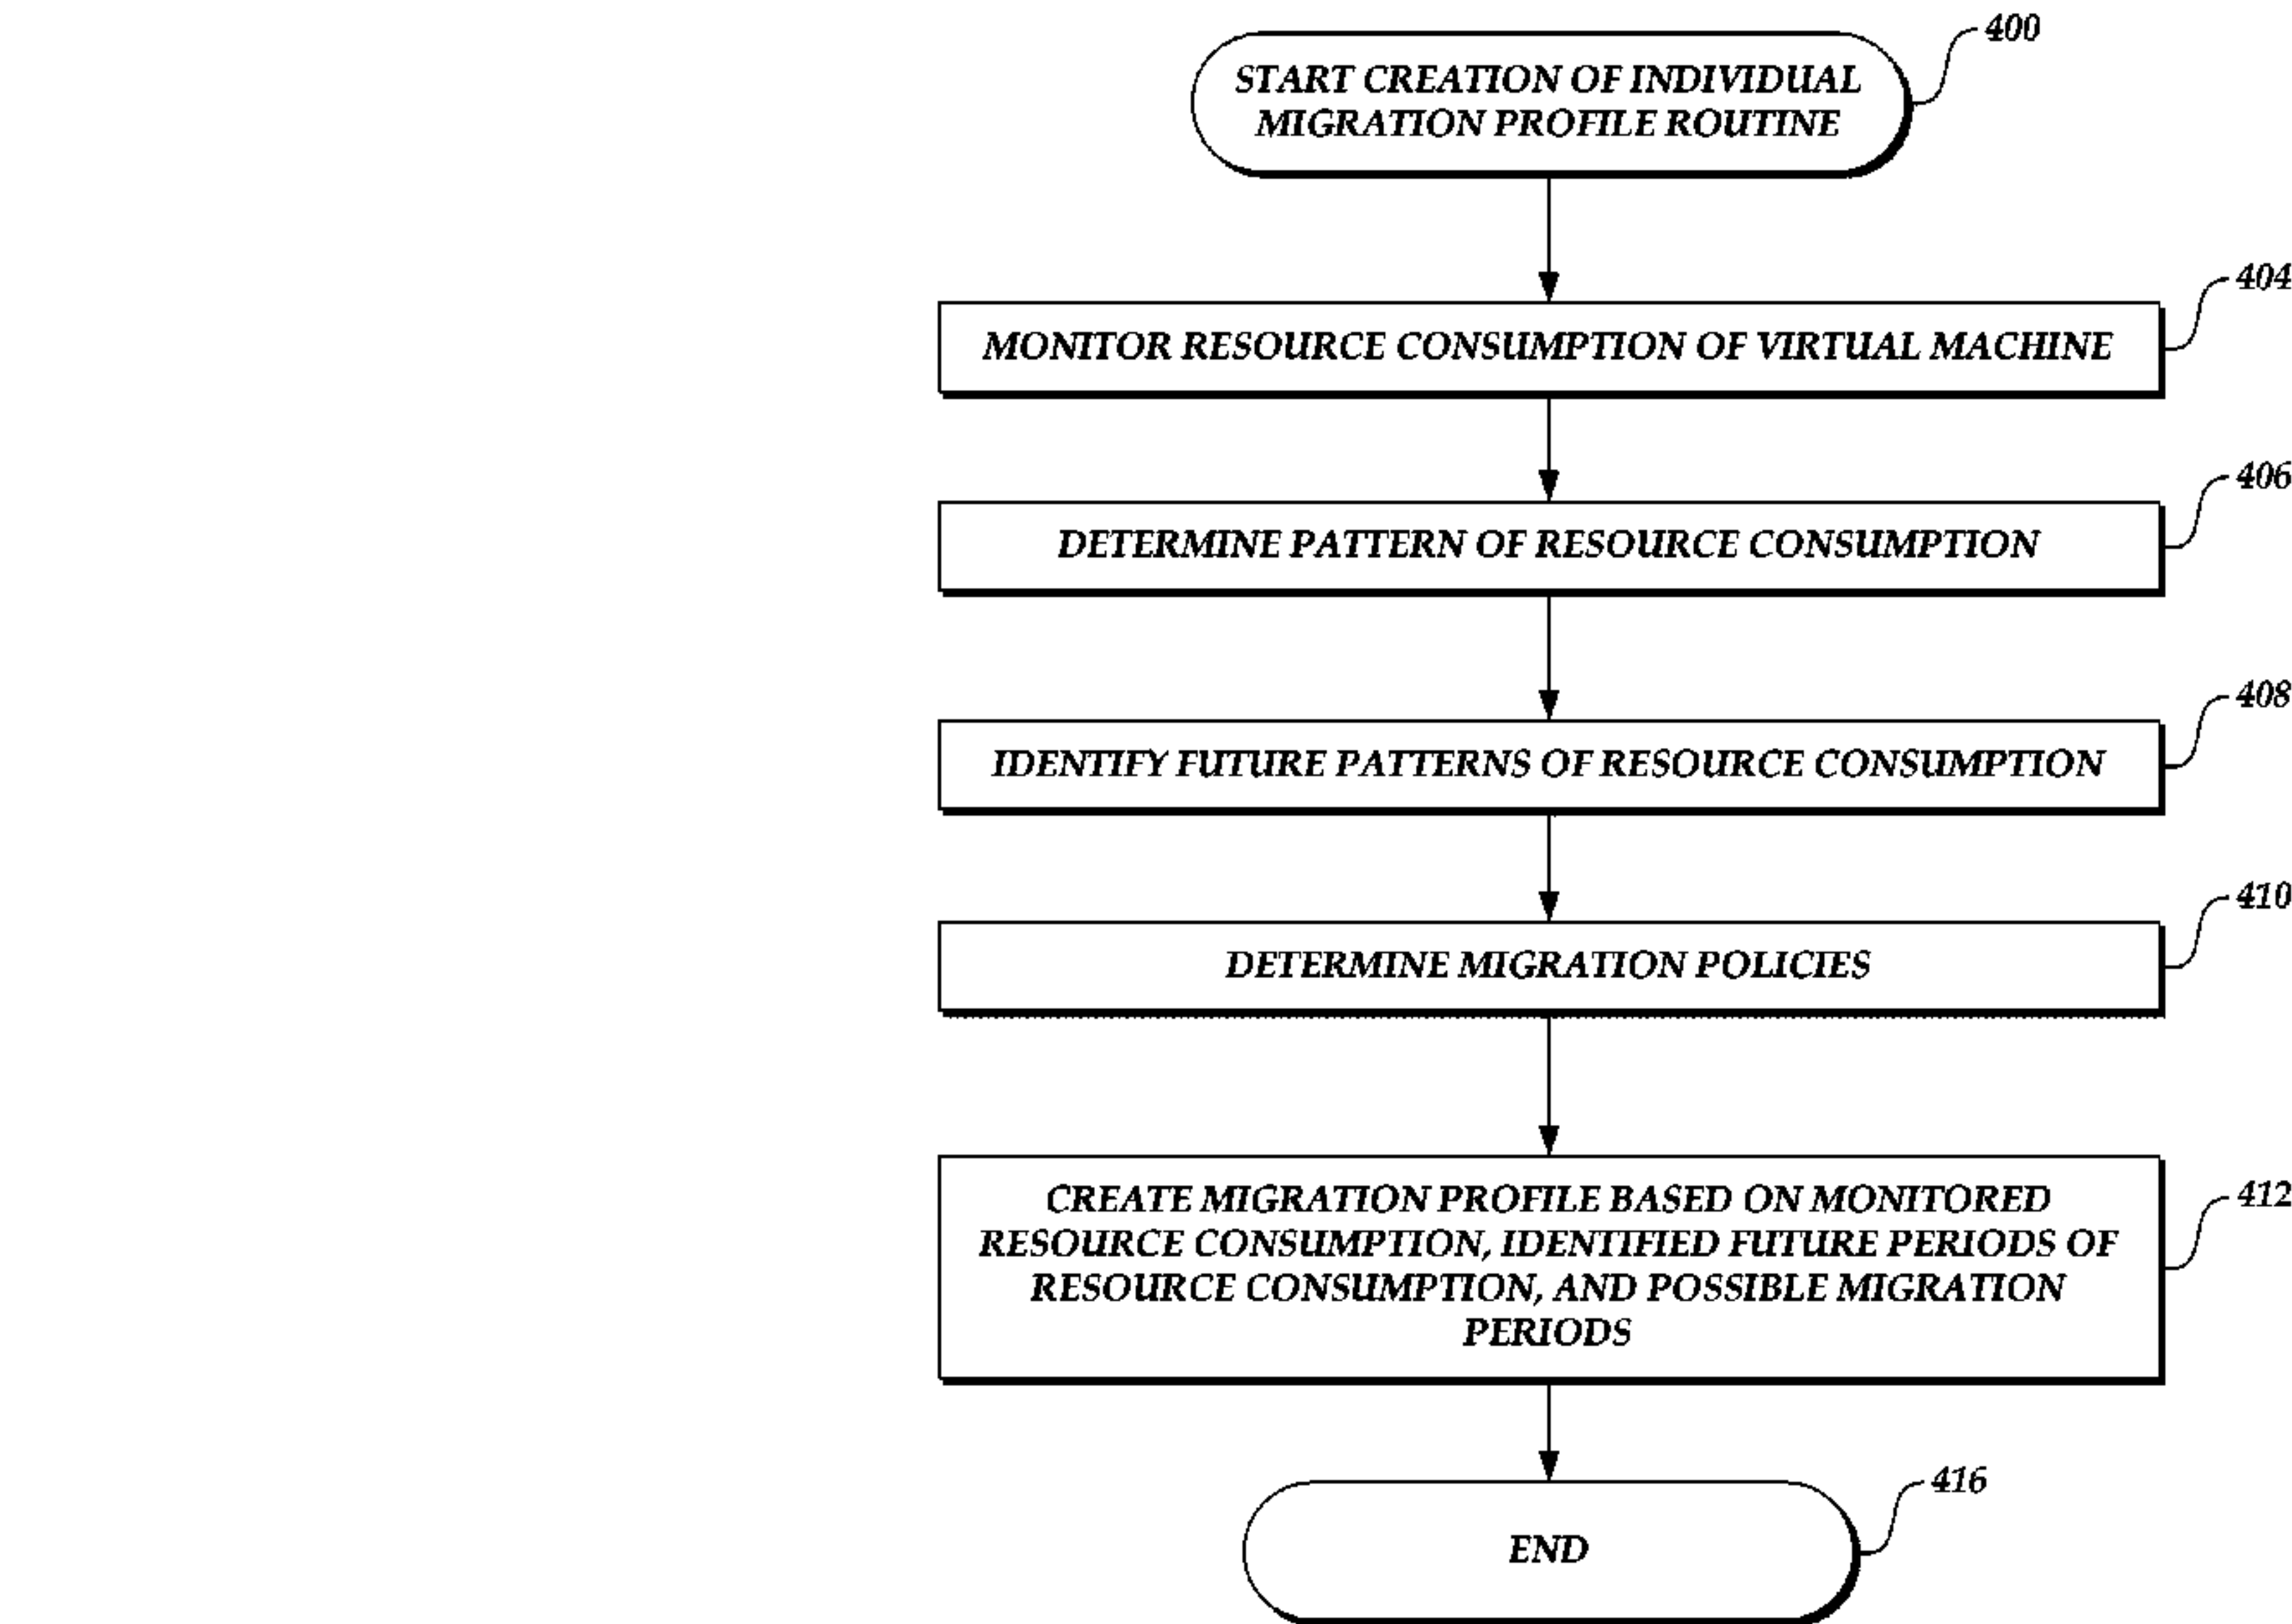 400
START CREATION OF INDIVIDUAL
MIGRATION PROFILE ROUTINE
404
MONITOR RESOURCE CONSUMPTION OF VIRTUAL MACHINE
406
DETERMINE PATTERN OF RESOURCE CONSUMPTION
408
IDENTIFY FUTURE PATTERNS OF RESOURCE CONSUMPTION
410
DETERMINE MIGRATION POLICIES
412
CREATE MIGRATION PROFILE BASED ON MONITORED
RESOURCE CONSUMPTION, IDENTIFIED FUTURE PERIODS OF
RESOURCE CONSUMPTION, AND POSSIBLE MIGRATION
PERIODS
416
END